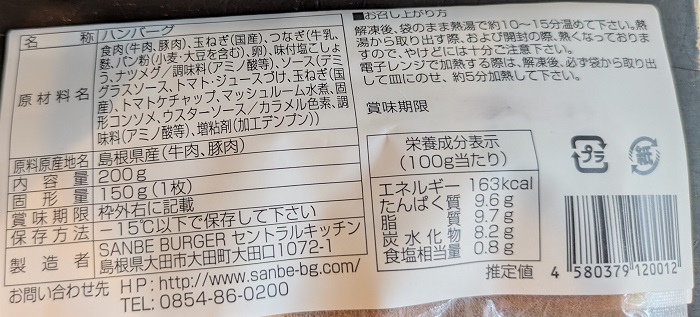 名称 ハンバーグ
原材料名
食肉(牛肉、豚肉)、玉ねぎ(国産)、つなぎ(牛乳、
麩、パン粉(小麦・大豆を含む)、卵)、味付塩こしょ
う、ナツメグ／調味料(アミノ酸等)、ソース(デミ
グラスソース、トマト・ジュースづけ、玉ねぎ(国
産)、トマトケチャップ、マッシュルーム水煮、固
形コンソメ、ウスターソース／カラメル色素、調
味料(アミノ酸等)、増粘剤(加工デンプン))
原料原産地名 島根県産(牛肉、豚肉)
内容量 200g
固形量 150g(1枚)
賞味期限 枠外右に記載
保存方法 −15℃以下で保存して下さい
製造者 SANBE BURGER セントラルキッチン
島根県大田市大田町大田口1072-1
お問い合わせ先 HP: http://www.sanbe-bg.com/
TEL: 0854-86-0200
■お召し上がり方
解凍後、袋のまま熱湯で約10～15分温めて下さい。熱
湯から取り出す際、および開封の際、熱くなっておりま
すので、やけどには十分ご注意下さい。
電子レンジで加熱する際は、解凍後、必ず袋から取り出
して皿にのせ、約5分加熱して下さい。
賞味期限
栄養成分表示
(100g当たり)
エネルギー 163kcal
たんぱく質 9.6g
脂質 9.7g
炭水化物 8.2g
食塩相当量 0.8g
推定値
プラ
紙
4 580379 120012